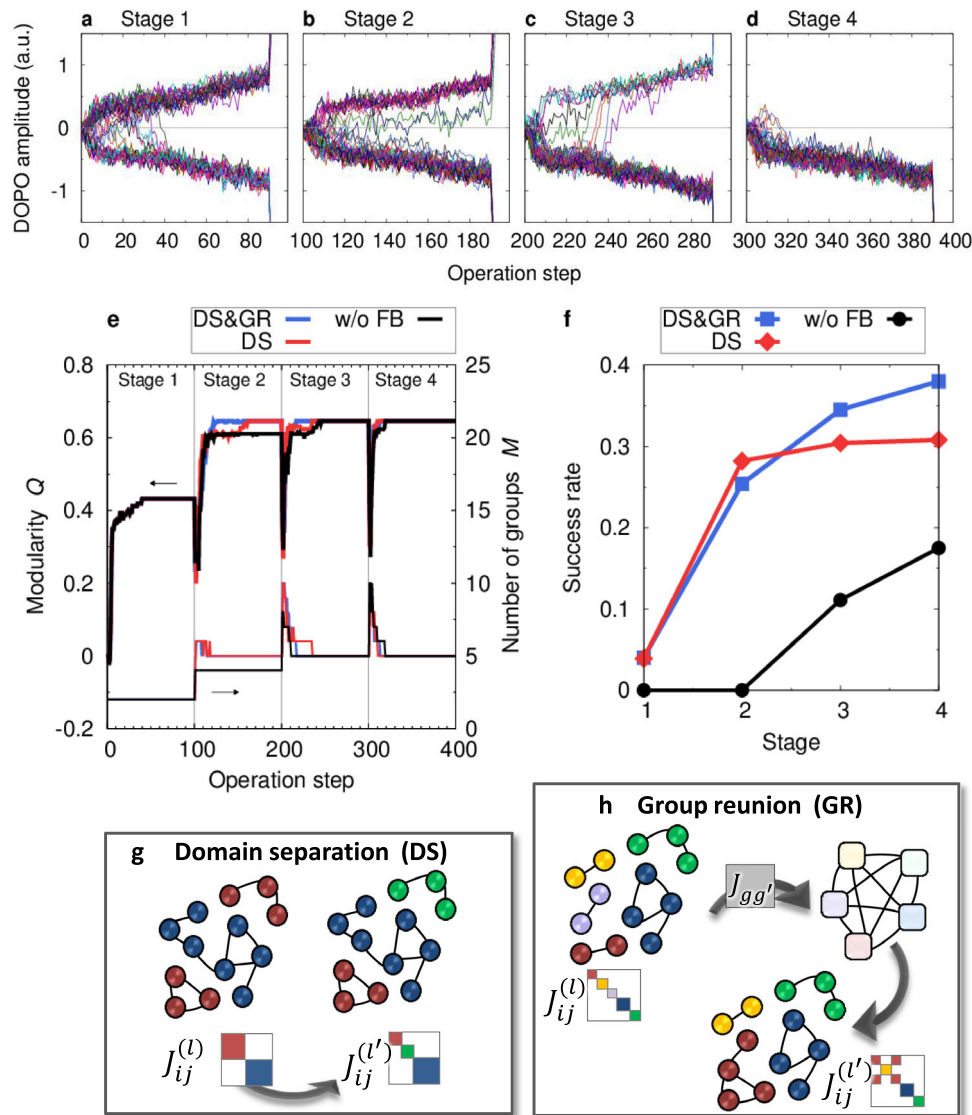 a Stage 1 b Stage 2 c Stage 3 d Stage 4
DOPO amplitude (a.u.)
1
0
-1
0 20 40 60 80 100 120 140 160 180 200 220 240 260 280 300 320 340 360 380 400
Operation step
e DS&GR w/o FB
DS
Stage 1 Stage 2 Stage 3 Stage 4
Modularity Q
0.8
0.6
0.4
0.2
0
-0.2
25
20
15
10
5
0
Number of groups M
0 100 200 300 400
Operation step
f DS&GR w/o FB
DS
Success rate
0.4
0.3
0.2
0.1
0
1 2 3 4
Stage
g Domain separation (DS)
J_{ij}^{(l)} J_{ij}^{(l')}
h Group reunion (GR)
J_{gg'}
J_{ij}^{(l)}
J_{ij}^{(l')}